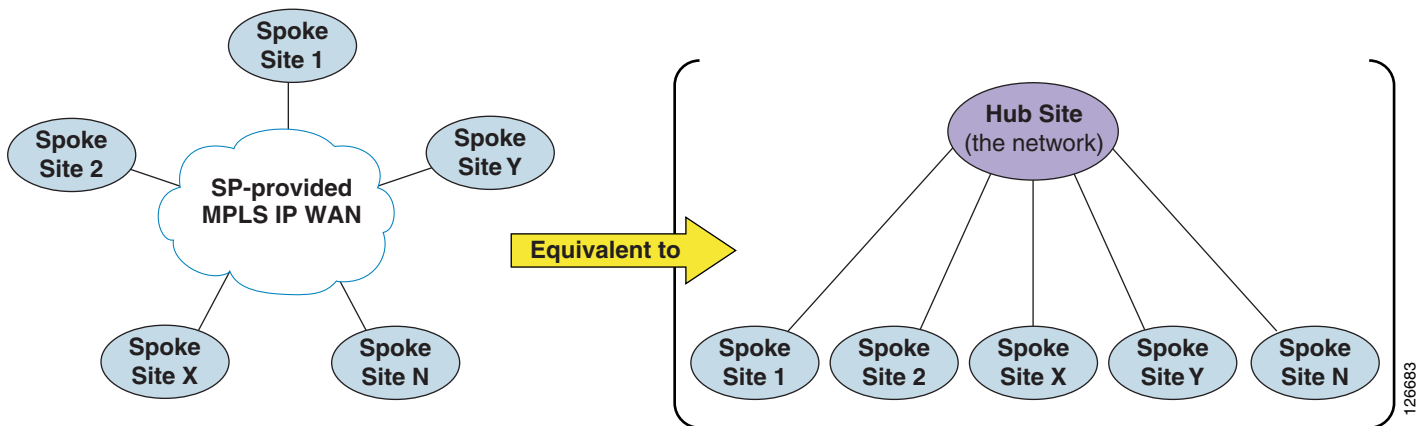 Spoke
Site 1
Spoke
Site 2
Spoke
Site Y
SP-provided
MPLS IP WAN
Spoke
Site X
Spoke
Site N
Equivalent to
Hub Site
(the network)
Spoke
Site 1
Spoke
Site 2
Spoke
Site X
Spoke
Site Y
Spoke
Site N
126683